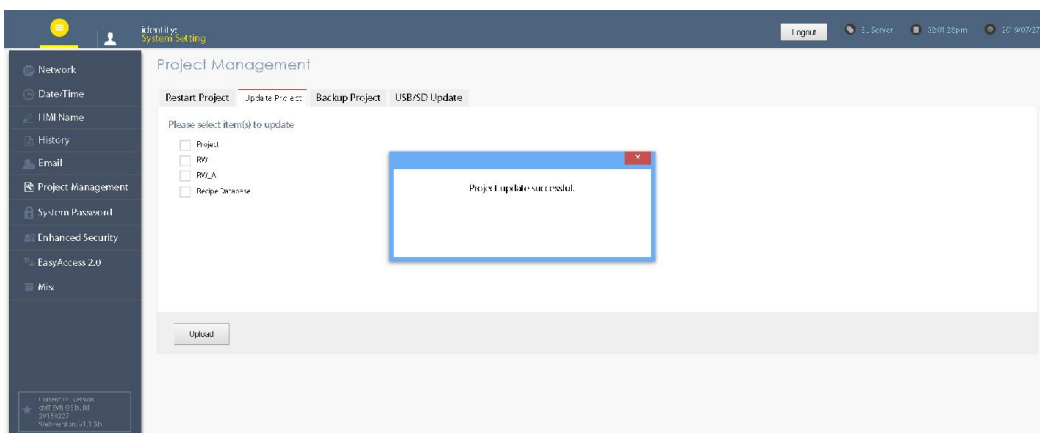 identity:
System Setting
Logout
Network
Date/Time
HMI Name
History
Email
Project Management
System Password
Enhanced Security
EasyAccess 2.0
Misc
Project Management
Restart Project Update Project Backup Project USB/SD Update
Please select item(s) to update
Project
RW
RW_A
Recipe Database
Project update successful.
Upload